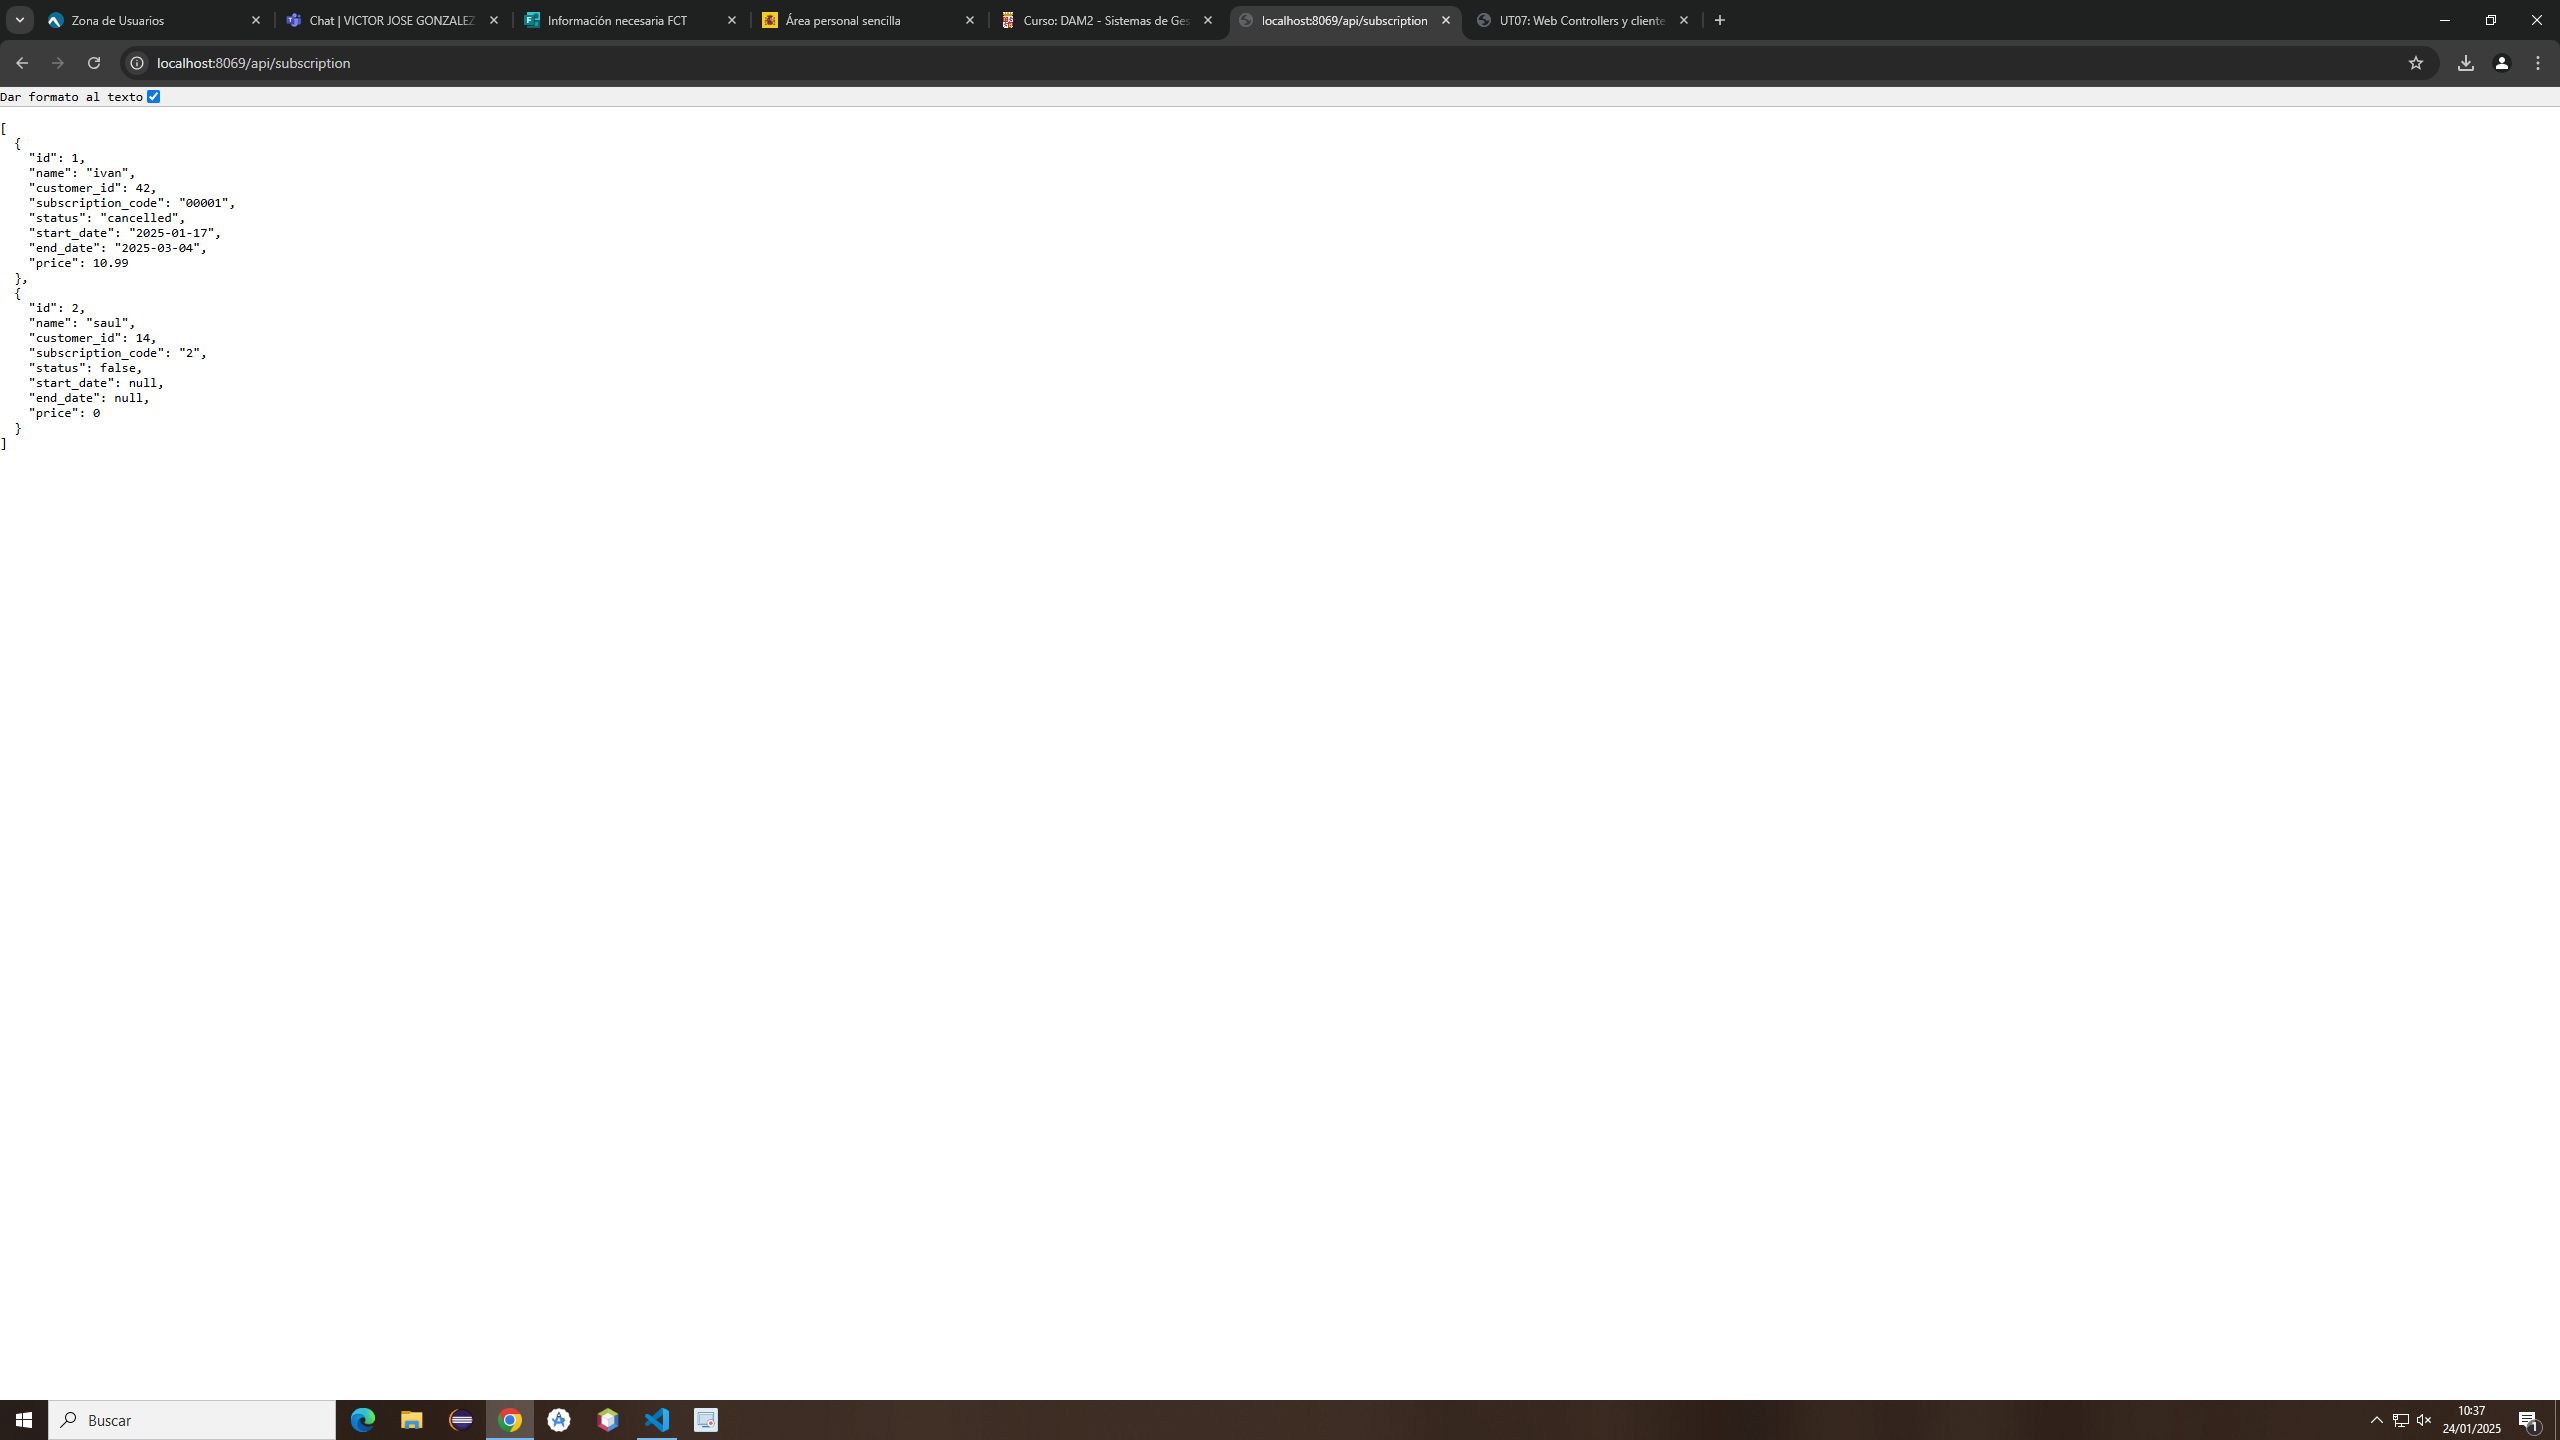 Zona de Usuarios
Chat | VICTOR JOSE GONZALEZ
Información necesaria FCT
Área personal sencilla
Curso: DAM2 - Sistemas de Ges
localhost:8069/api/subscription
UT07: Web Controllers y cliente
localhost:8069/api/subscription
Dar formato al texto
[
  {
    "id": 1,
    "name": "ivan",
    "customer_id": 42,
    "subscription_code": "00001",
    "status": "cancelled",
    "start_date": "2025-01-17",
    "end_date": "2025-03-04",
    "price": 10.99
  },
  {
    "id": 2,
    "name": "saul",
    "customer_id": 14,
    "subscription_code": "2",
    "status": false,
    "start_date": null,
    "end_date": null,
    "price": 0
  }
]
Buscar
10:37
24/01/2025
1